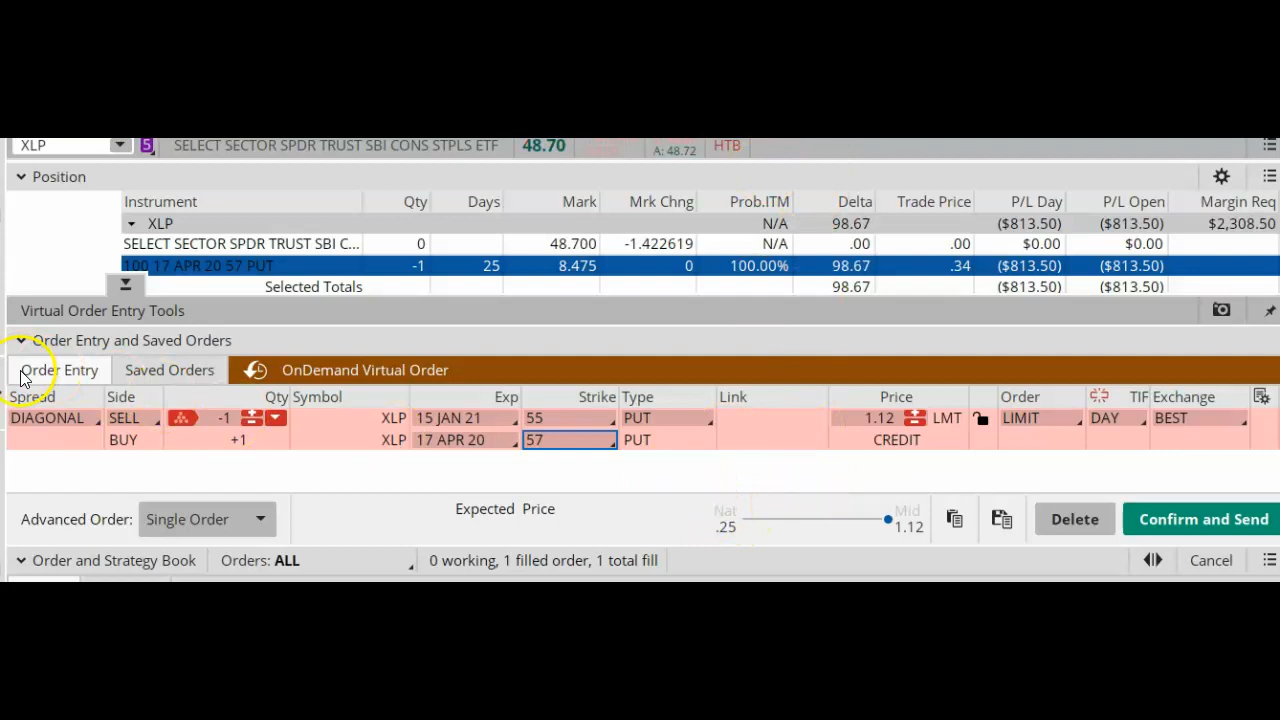 XLP 5 SELECT SECTOR SPDR TRUST SBI CONS STPLS ETF 48.70 A: 48.72 HTB
Position
Instrument Qty Days Mark Mrk Chng Prob.ITM Delta Trade Price P/L Day P/L Open Margin Req
XLP N/A 98.67 ($813.50) ($813.50) $2,308.50
SELECT SECTOR SPDR TRUST SBI C... 0 48.700 -1.422619 N/A .00 .00 $0.00 $0.00
100 17 APR 20 57 PUT -1 25 8.475 0 100.00% 98.67 .34 ($813.50) ($813.50)
Selected Totals 98.67 ($813.50) ($813.50)
Virtual Order Entry Tools
Order Entry and Saved Orders
Order Entry Saved Orders OnDemand Virtual Order
Spread Side Qty Symbol Exp Strike Type Link Price Order TIF Exchange
DIAGONAL SELL -1 XLP 15 JAN 21 55 PUT 1.12 LMT LIMIT DAY BEST
BUY +1 XLP 17 APR 20 57 PUT CREDIT
Advanced Order: Single Order Expected Price Nat .25 Mid 1.12 Delete Confirm and Send
Order and Strategy Book Orders: ALL 0 working, 1 filled order, 1 total fill Cancel